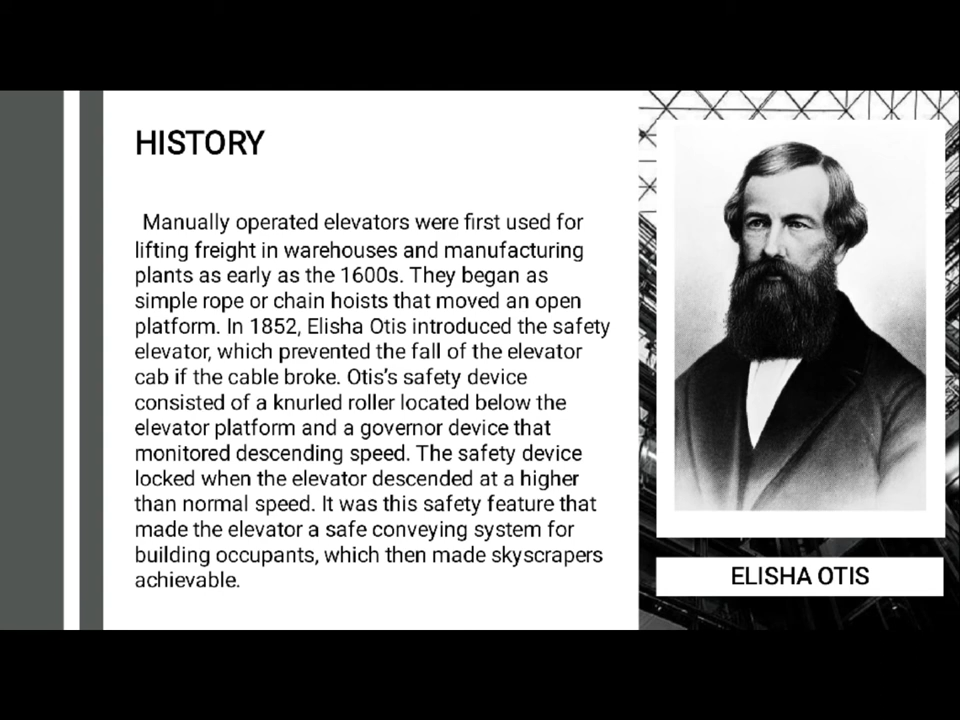 HISTORY
Manually operated elevators were first used for
lifting freight in warehouses and manufacturing
plants as early as the 1600s. They began as
simple rope or chain hoists that moved an open
platform. In 1852, Elisha Otis introduced the safety
elevator, which prevented the fall of the elevator
cab if the cable broke. Otis's safety device
consisted of a knurled roller located below the
elevator platform and a governor device that
monitored descending speed. The safety device
locked when the elevator descended at a higher
than normal speed. It was this safety feature that
made the elevator a safe conveying system for
building occupants, which then made skyscrapers
achievable.
ELISHA OTIS